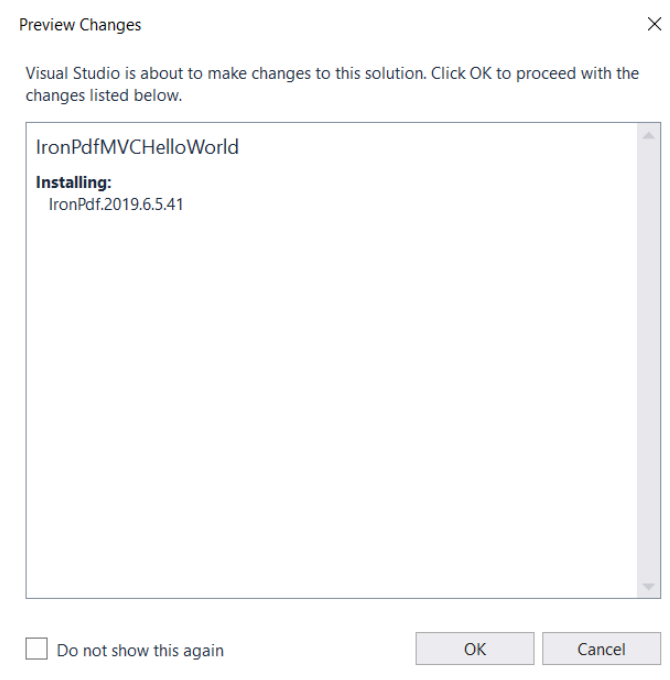 Preview Changes
Visual Studio is about to make changes to this solution. Click OK to proceed with the
changes listed below.
IronPdfMVCHelloWorld
Installing:
IronPdf.2019.6.5.41
Do not show this again
OK
Cancel